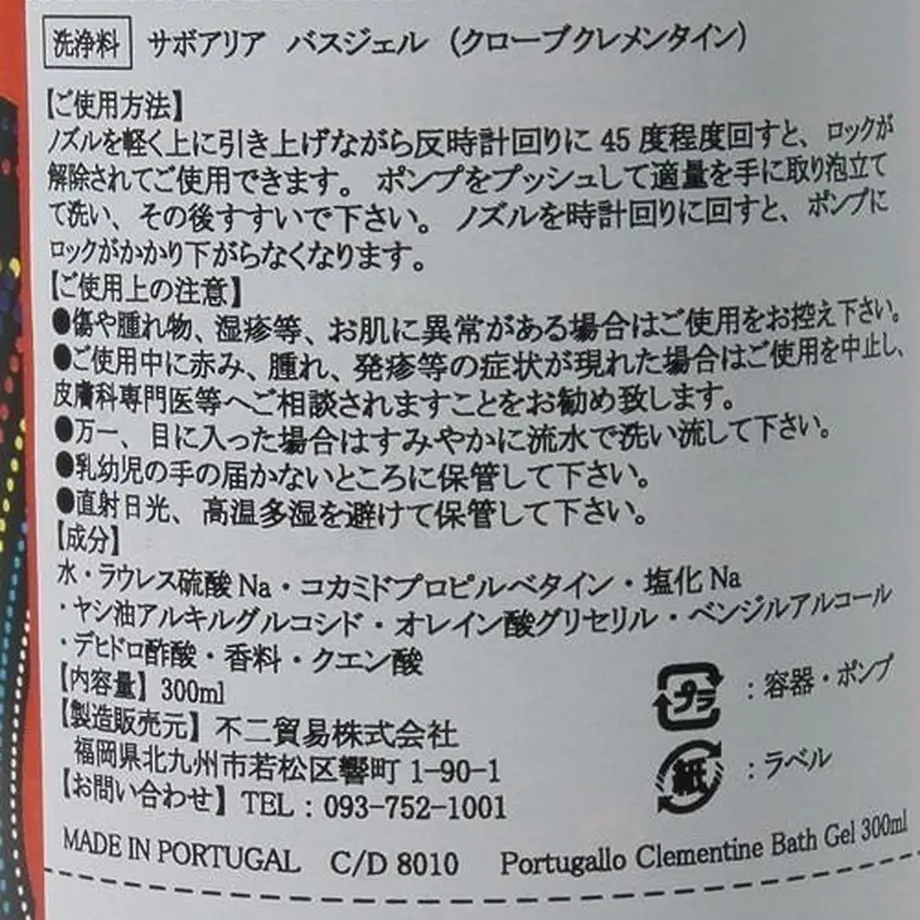 洗浄料 サボアリア バスジェル（クローブクレメンタイン）
【ご使用方法】
ノズルを軽く上に引き上げながら反時計回りに45度程度回すと、ロックが
解除されてご使用できます。ポンプをプッシュして適量を手に取り泡立て
て洗い、その後すすいで下さい。ノズルを時計回りに回すと、ポンプに
ロックがかかり下がらなくなります。
【ご使用上の注意】
●傷や腫れ物、湿疹等、お肌に異常がある場合はご使用をお控え下さい。
●ご使用中に赤み、腫れ、発疹等の症状が現れた場合はご使用を中止し、
皮膚科専門医等へご相談されますことをお勧め致します。
●万一、目に入った場合はすみやかに流水で洗い流して下さい。
●乳幼児の手の届かないところに保管して下さい。
●直射日光、高温多湿を避けて保管して下さい。
【成分】
水・ラウレス硫酸Na・コカミドプロピルベタイン・塩化Na
・ヤシ油アルキルグルコシド・オレイン酸グリセリル・ベンジルアルコール
・デヒドロ酢酸・香料・クエン酸
【内容量】300ml
【製造販売元】不二貿易株式会社
福岡県北九州市若松区響町1-90-1
【お問い合わせ】TEL：093-752-1001
プラ：容器・ポンプ
紙：ラベル
MADE IN PORTUGAL C/D 8010 Portugallo Clementine Bath Gel 300ml